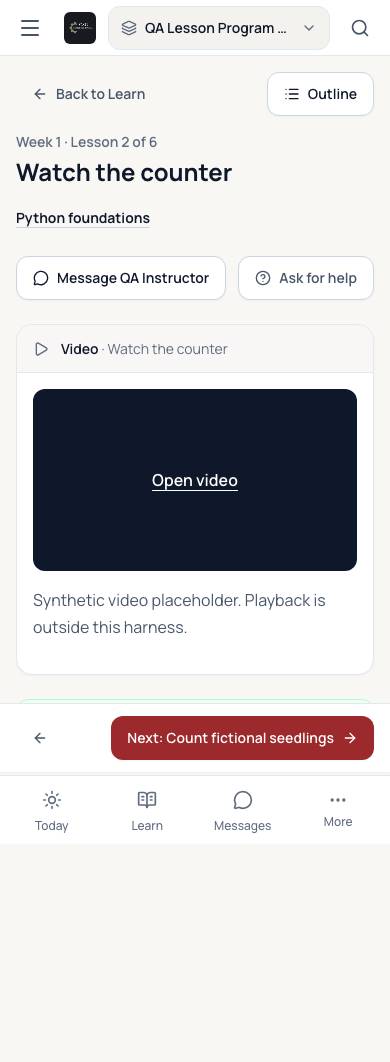 QA Lesson Program ...
Back to Learn
Outline
Week 1 · Lesson 2 of 6
Watch the counter
Python foundations
Message QA Instructor
Ask for help
Video · Watch the counter
Open video
Synthetic video placeholder. Playback is
outside this harness.
Next: Count fictional seedlings
Today
Learn
Messages
More